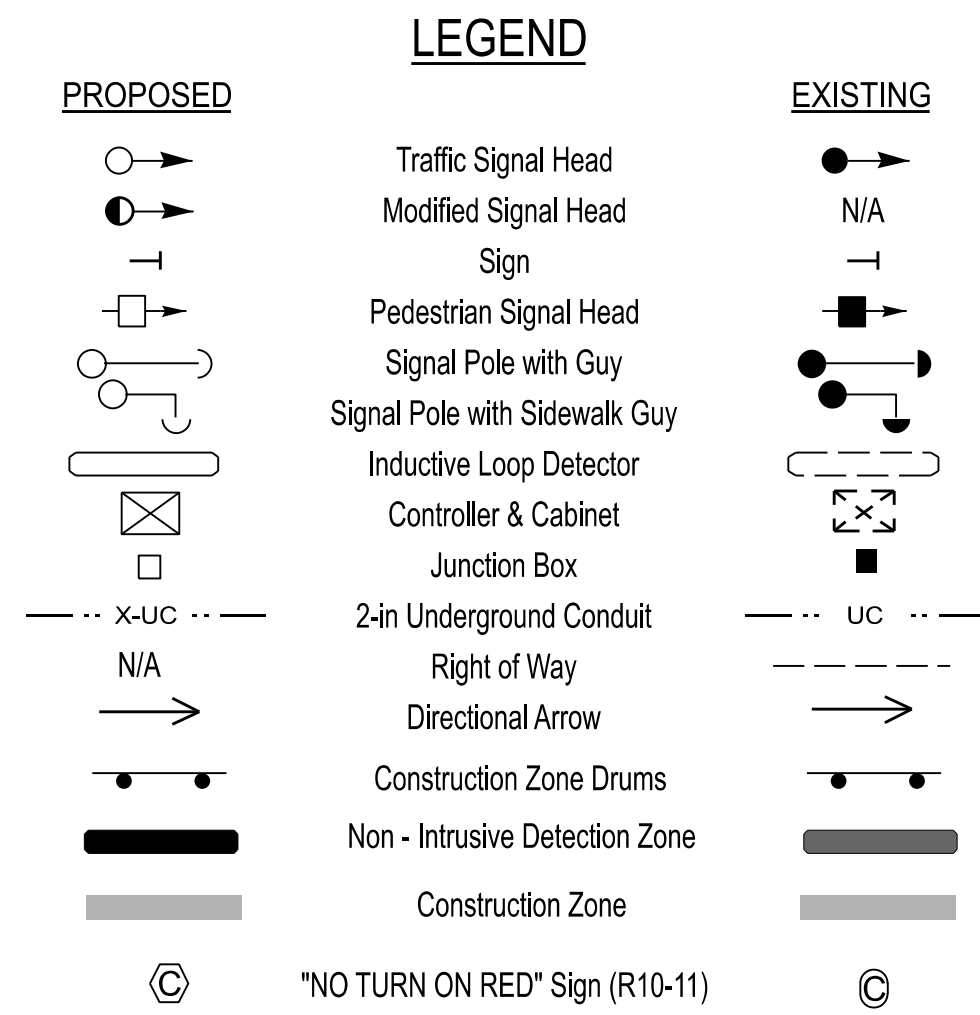 LEGEND
PROPOSED EXISTING
Traffic Signal Head
Modified Signal Head N/A
Sign
Pedestrian Signal Head
Signal Pole with Guy
Signal Pole with Sidewalk Guy
Inductive Loop Detector
Controller & Cabinet
Junction Box
X-UC 2-in Underground Conduit UC
N/A Right of Way
Directional Arrow
Construction Zone Drums
Non - Intrusive Detection Zone
Construction Zone
C "NO TURN ON RED" Sign (R10-11) C